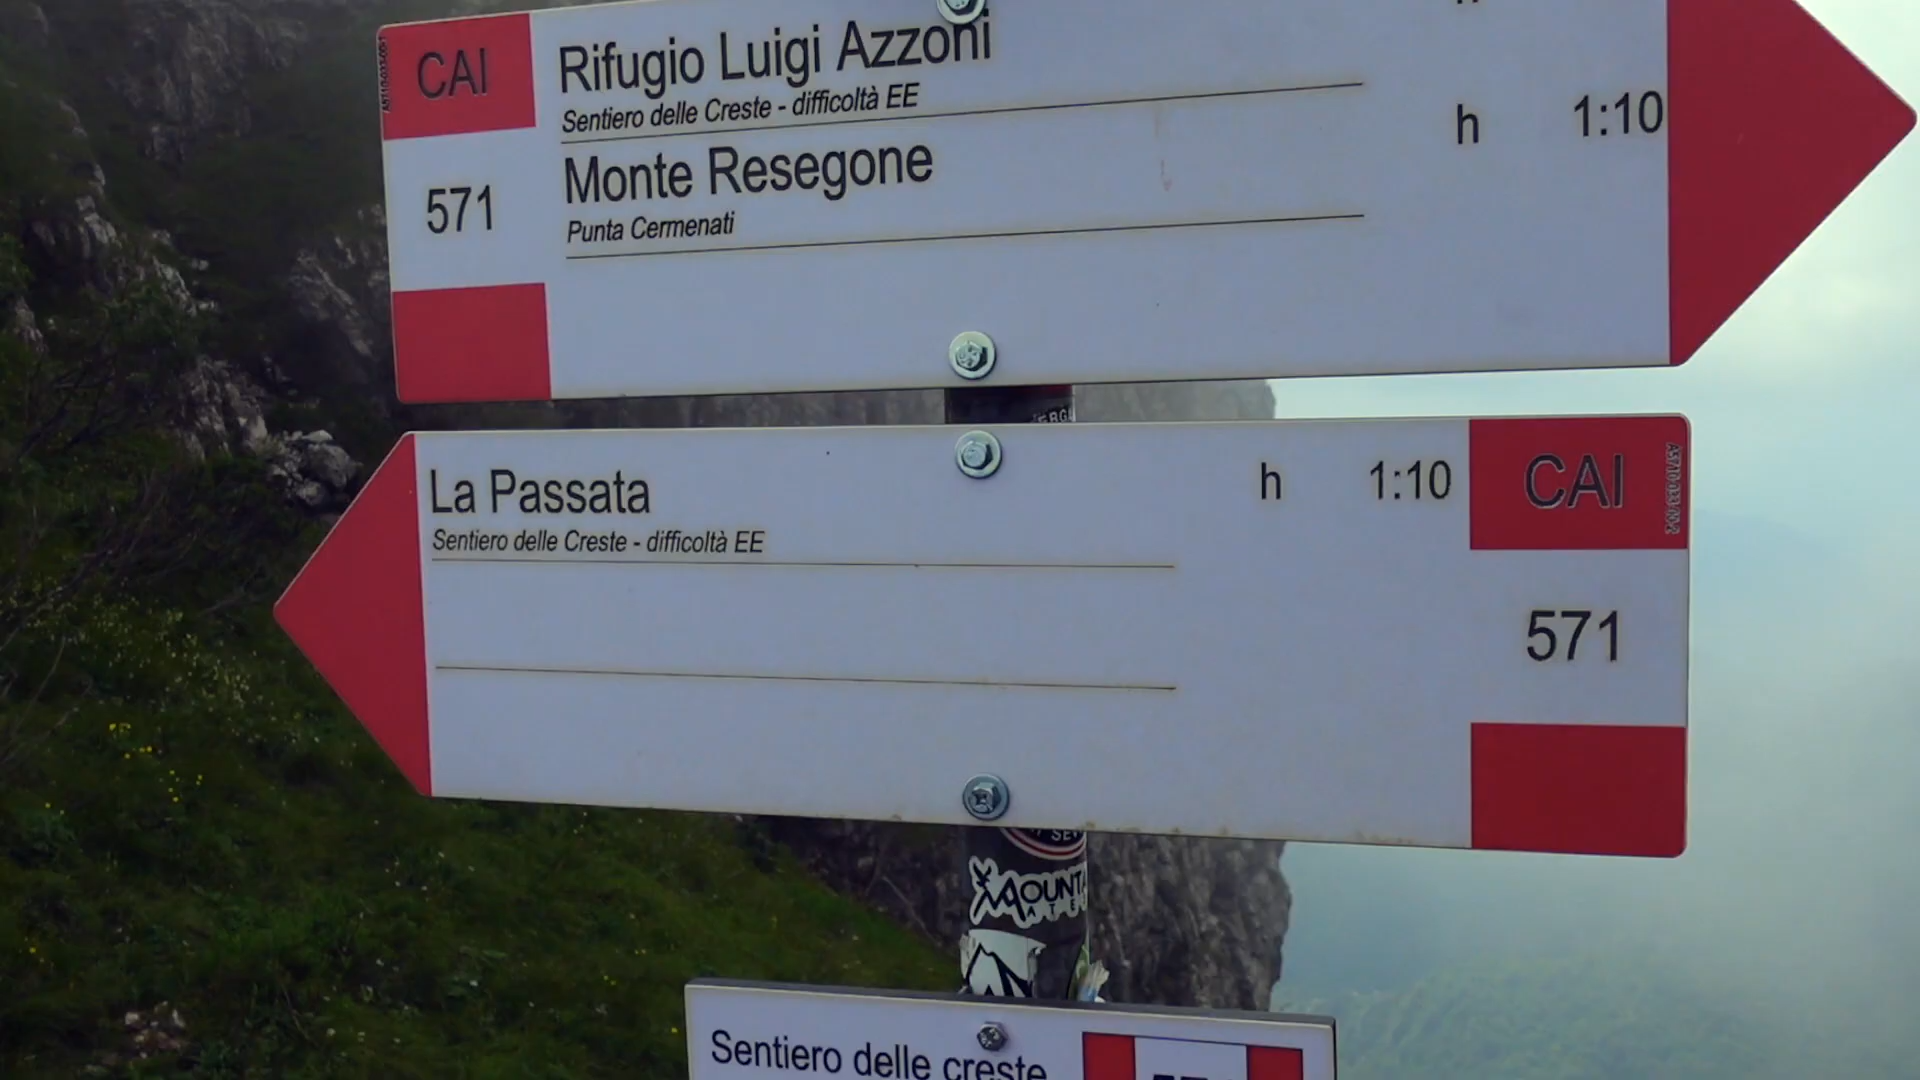 CAI
571
Rifugio Luigi Azzoni
Sentiero delle Creste - difficoltà EE
Monte Resegone
h 1:10
Punta Cermenati
La Passata
h 1:10
Sentiero delle Creste - difficoltà EE
CAI
571
Sentiero delle creste